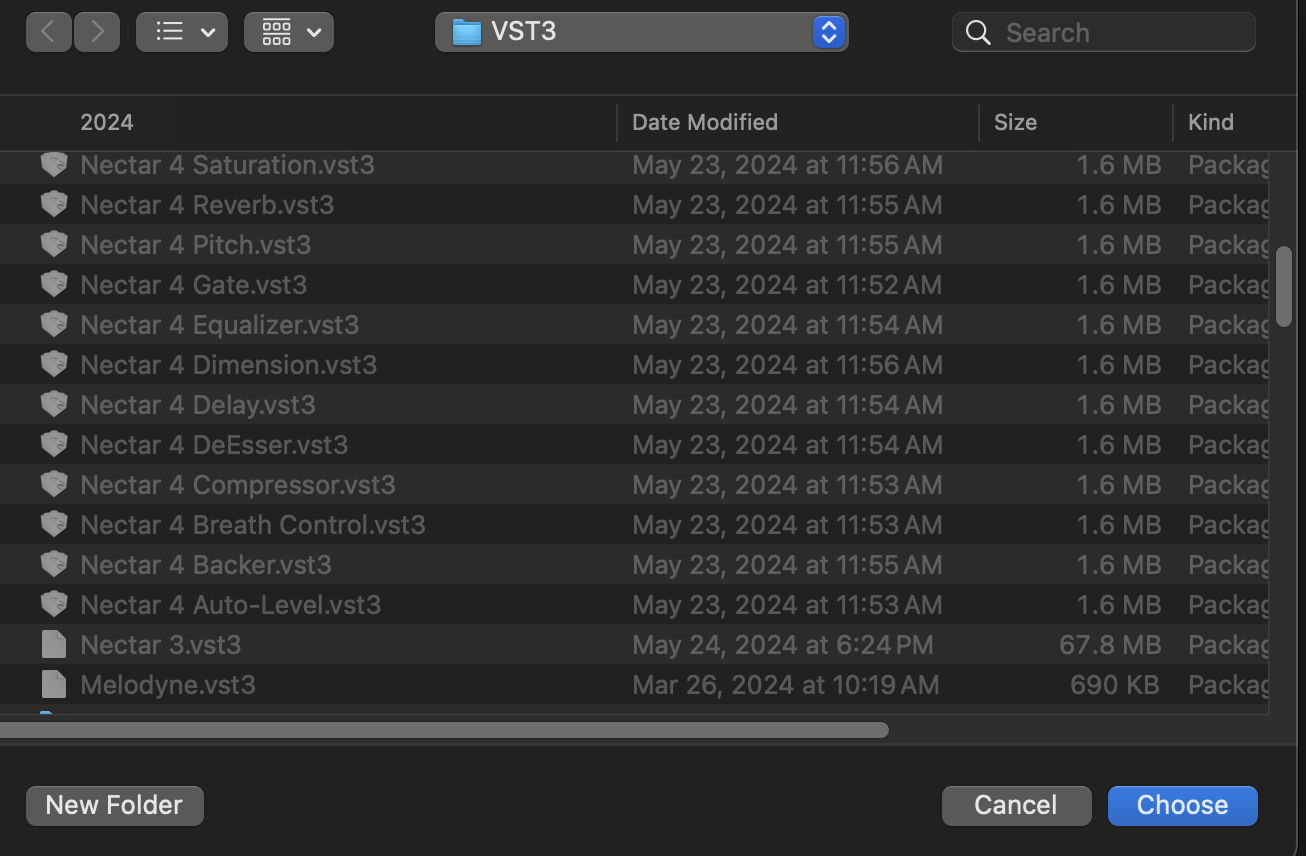 VST3
Search
2024 Date Modified Size Kind
Nectar 4 Saturation.vst3 May 23, 2024 at 11:56 AM 1.6 MB Packag
Nectar 4 Reverb.vst3 May 23, 2024 at 11:55 AM 1.6 MB Packag
Nectar 4 Pitch.vst3 May 23, 2024 at 11:55 AM 1.6 MB Packag
Nectar 4 Gate.vst3 May 23, 2024 at 11:52 AM 1.6 MB Packag
Nectar 4 Equalizer.vst3 May 23, 2024 at 11:54 AM 1.6 MB Packag
Nectar 4 Dimension.vst3 May 23, 2024 at 11:56 AM 1.6 MB Packag
Nectar 4 Delay.vst3 May 23, 2024 at 11:54 AM 1.6 MB Packag
Nectar 4 DeEsser.vst3 May 23, 2024 at 11:54 AM 1.6 MB Packag
Nectar 4 Compressor.vst3 May 23, 2024 at 11:53 AM 1.6 MB Packag
Nectar 4 Breath Control.vst3 May 23, 2024 at 11:53 AM 1.6 MB Packag
Nectar 4 Backer.vst3 May 23, 2024 at 11:55 AM 1.6 MB Packag
Nectar 4 Auto-Level.vst3 May 23, 2024 at 11:53 AM 1.6 MB Packag
Nectar 3.vst3 May 24, 2024 at 6:24 PM 67.8 MB Packag
Melodyne.vst3 Mar 26, 2024 at 10:19 AM 690 KB Packag
New Folder Cancel Choose